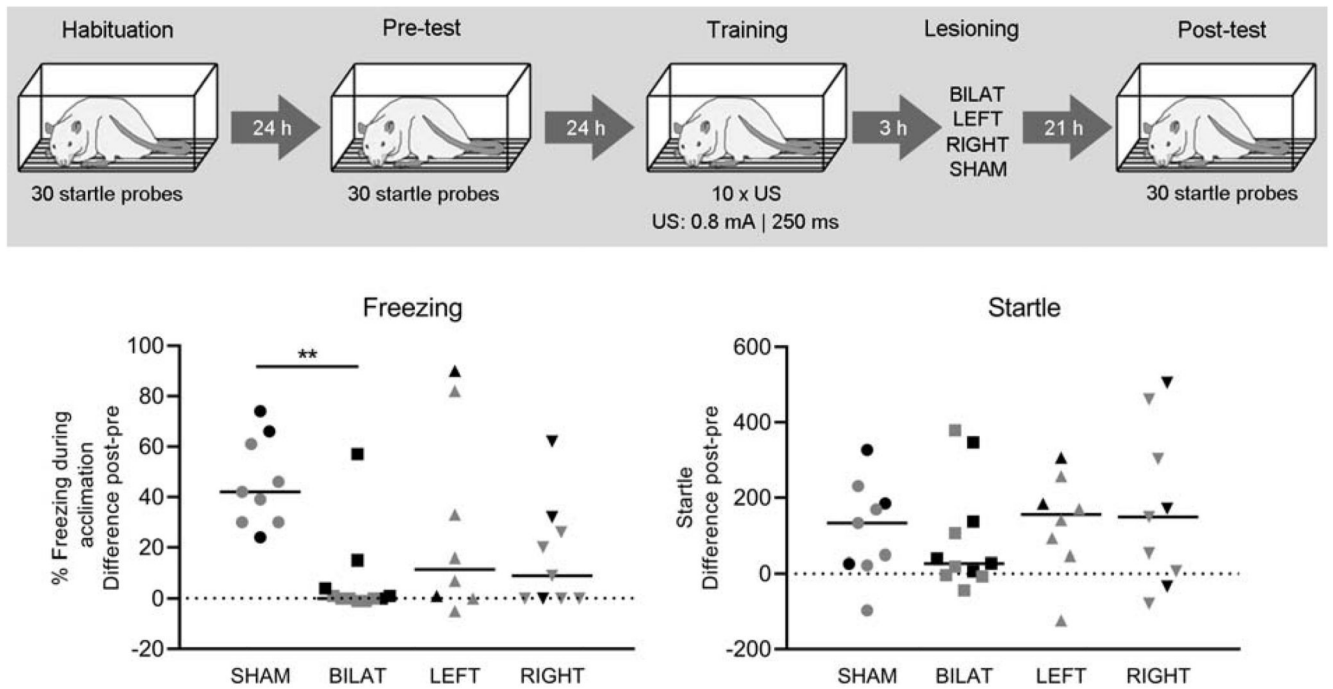 Habituation
Pre-test
Training
Lesioning
Post-test
24 h
24 h
3 h
BILAT
LEFT
RIGHT
SHAM
21 h
30 startle probes
30 startle probes
10 x US
US: 0.8 mA | 250 ms
30 startle probes
Freezing
% Freezing during
acclimation
Difference post-pre
100
80
60
40
20
0
-20
**
SHAM
BILAT
LEFT
RIGHT
Startle
Startle
Difference post-pre
600
400
200
0
-200
SHAM
BILAT
LEFT
RIGHT